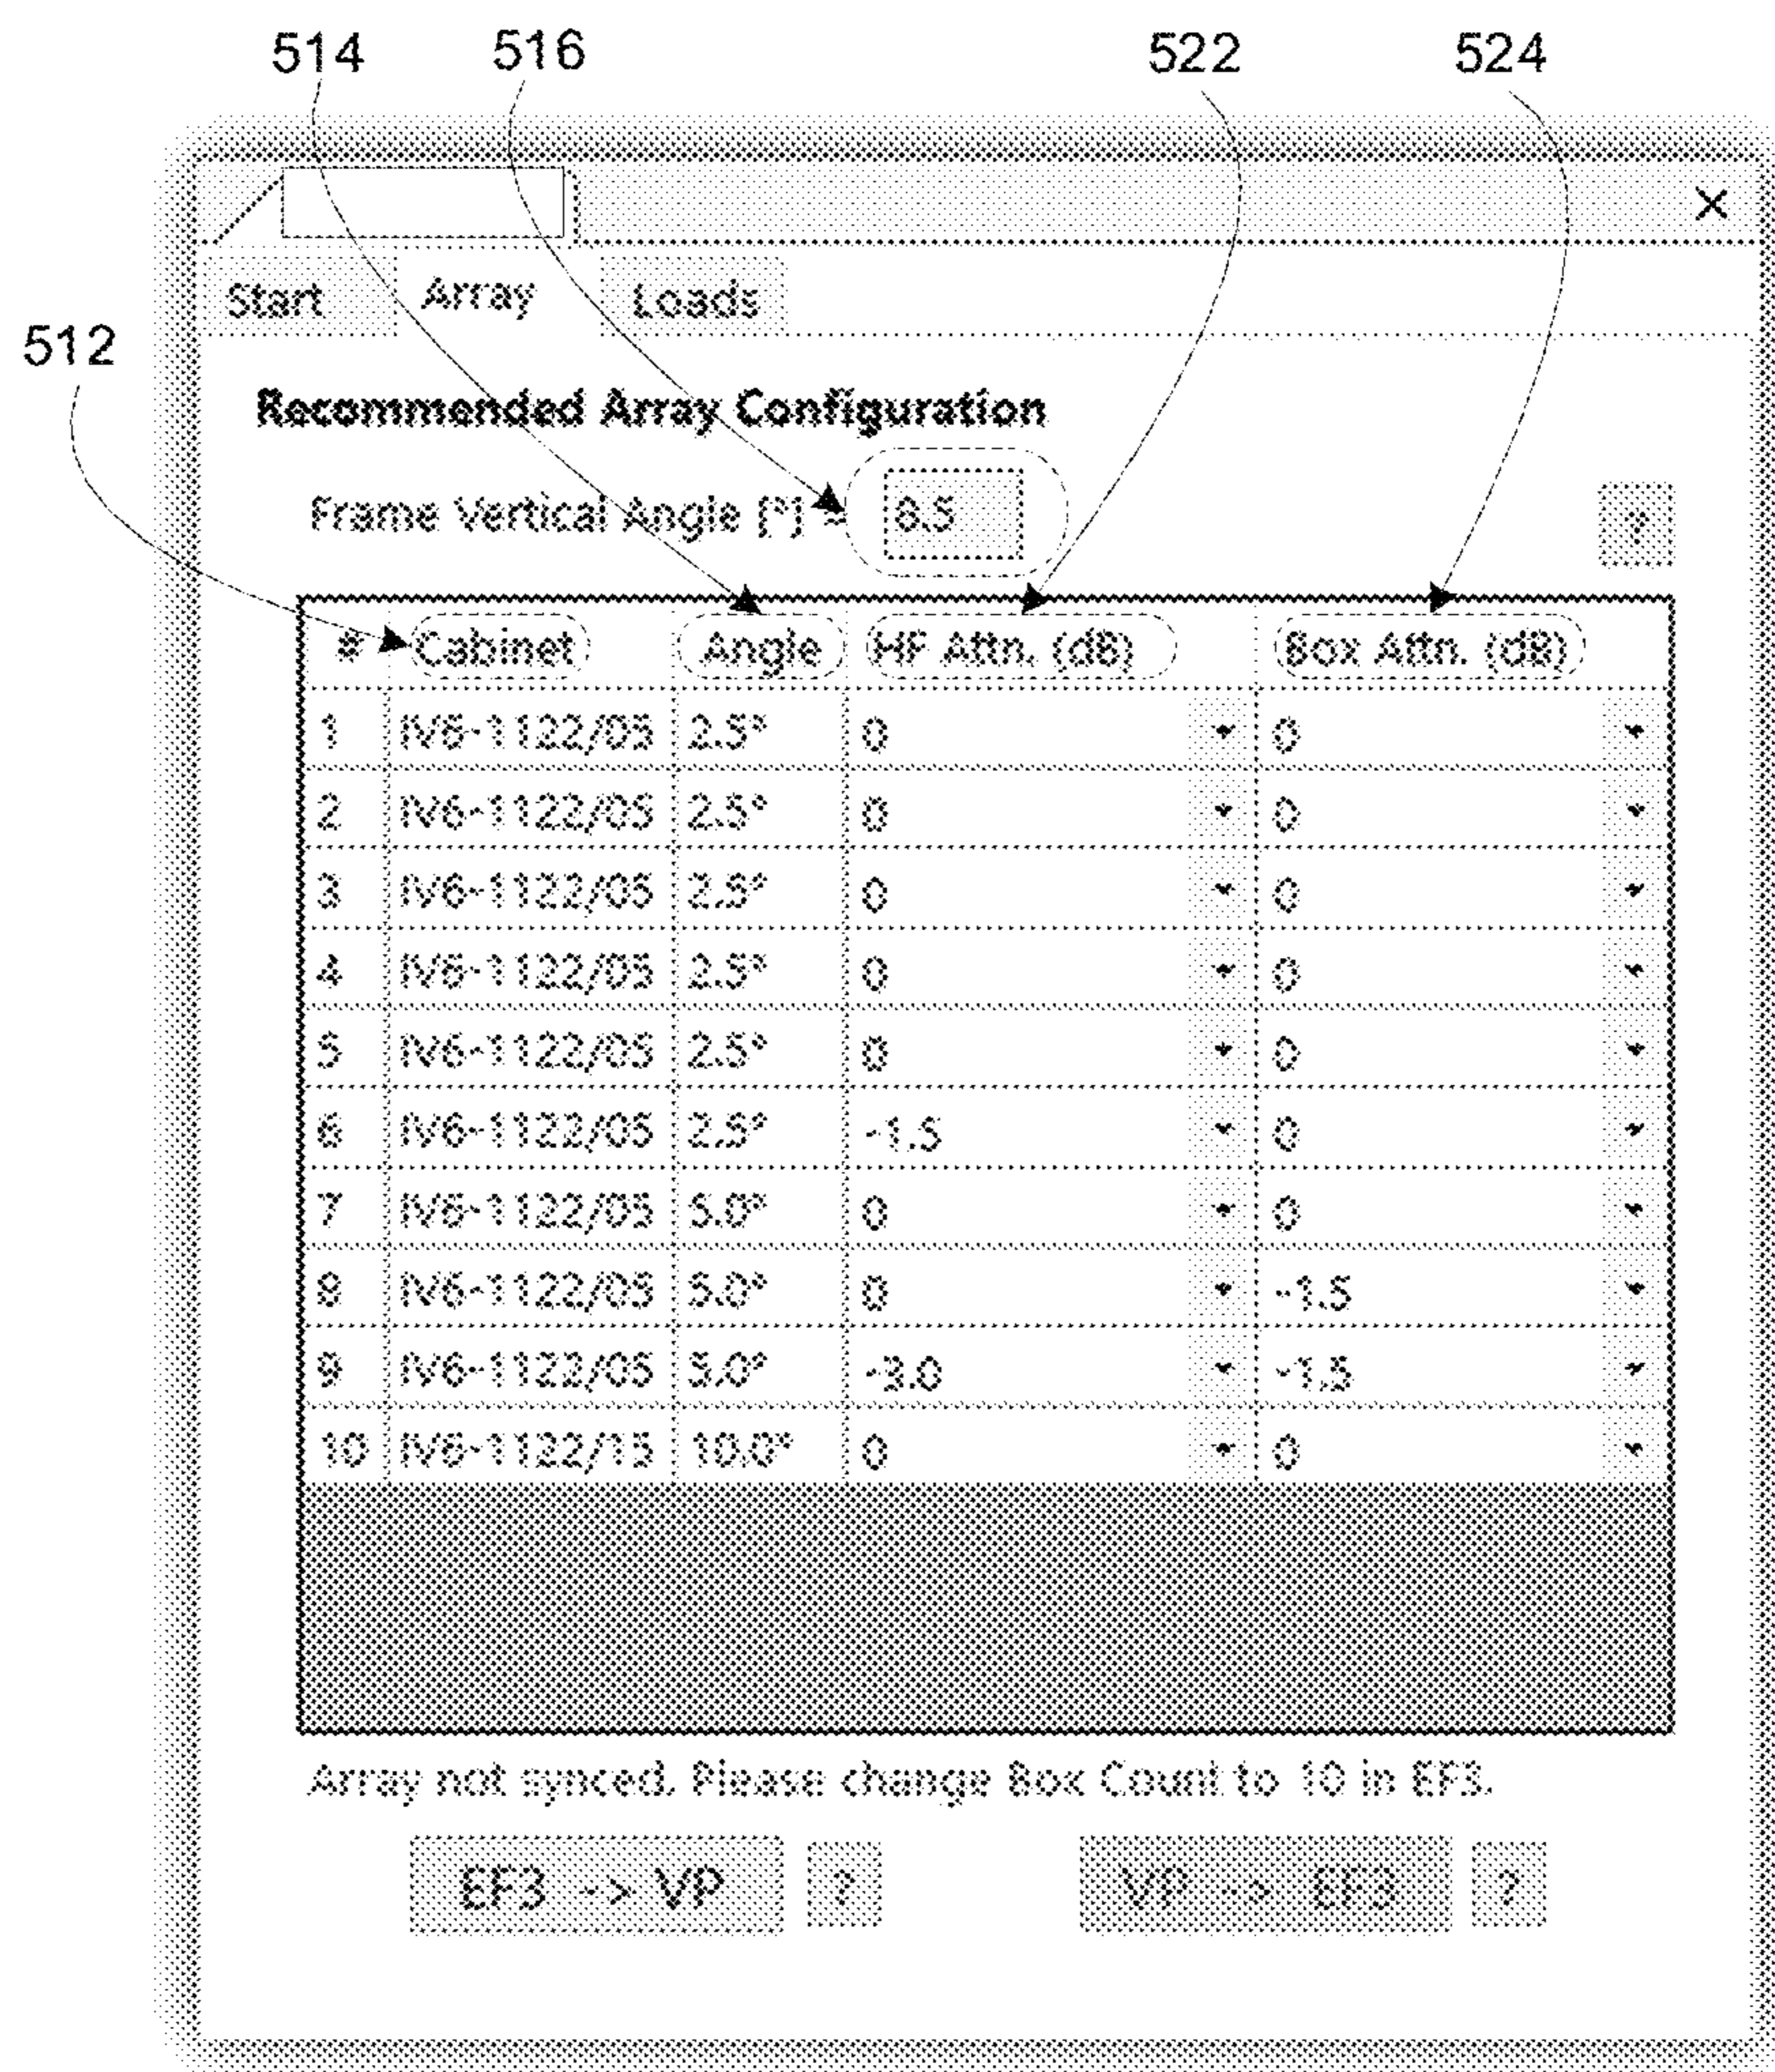 514 516 522 524
Start Array Loads
512
Recommended Array Configuration
Frame Vertical Angle [°] = ?
# Cabinet Angle HF Attn. (dB) Box Attn. (dB)
1 IV6-1122/05 2.5° 0 0
2 IV6-1122/05 2.5° 0 0
3 IV6-1122/05 2.5° 0 0
4 IV6-1122/05 2.5° 0 0
5 IV6-1122/05 2.5° 0 0
6 IV6-1122/05 2.5° -1.5 0
7 IV6-1122/05 5.0° 0 0
8 IV6-1122/05 5.0° 0 -1.5
9 IV6-1122/05 5.0° -3.0 -1.5
10 IV6-1122/15 10.0° 0 0
Array not synced. Please change Box Count to 10 in EF3.
EF3 -> VP ? VP -> EF3 ?